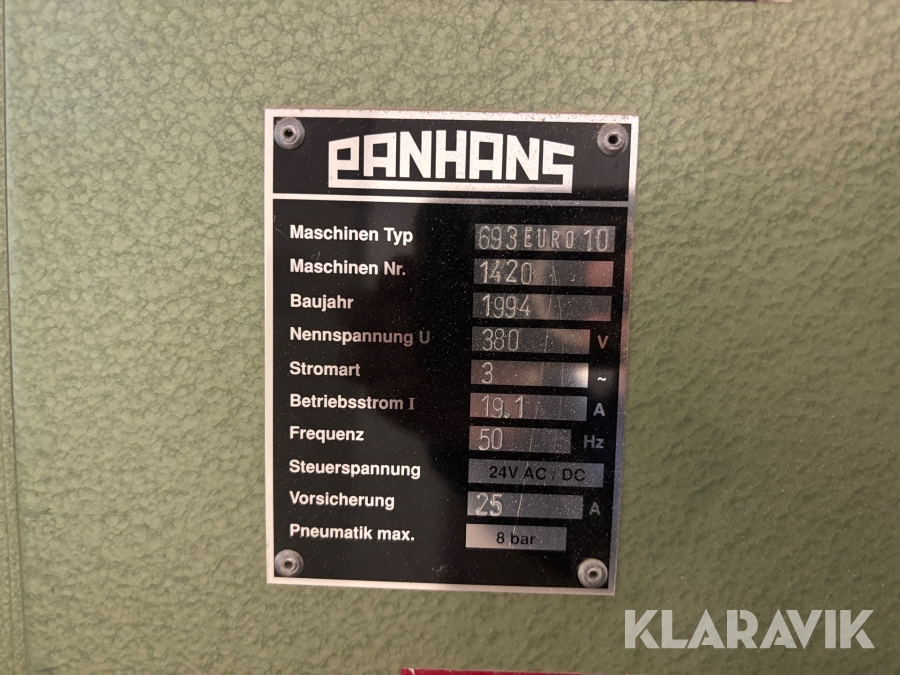 PANHANS
Maschinen Typ 693 EURO 10
Maschinen Nr. 1420
Baujahr 1994
Nennspannung U 380 V
Stromart 3 ~
Betriebsstrom I 19.1 A
Frequenz 50 Hz
Steuerspannung 24V AC / DC
Vorsicherung 25 A
Pneumatik max. 8 bar
KLARAVIK